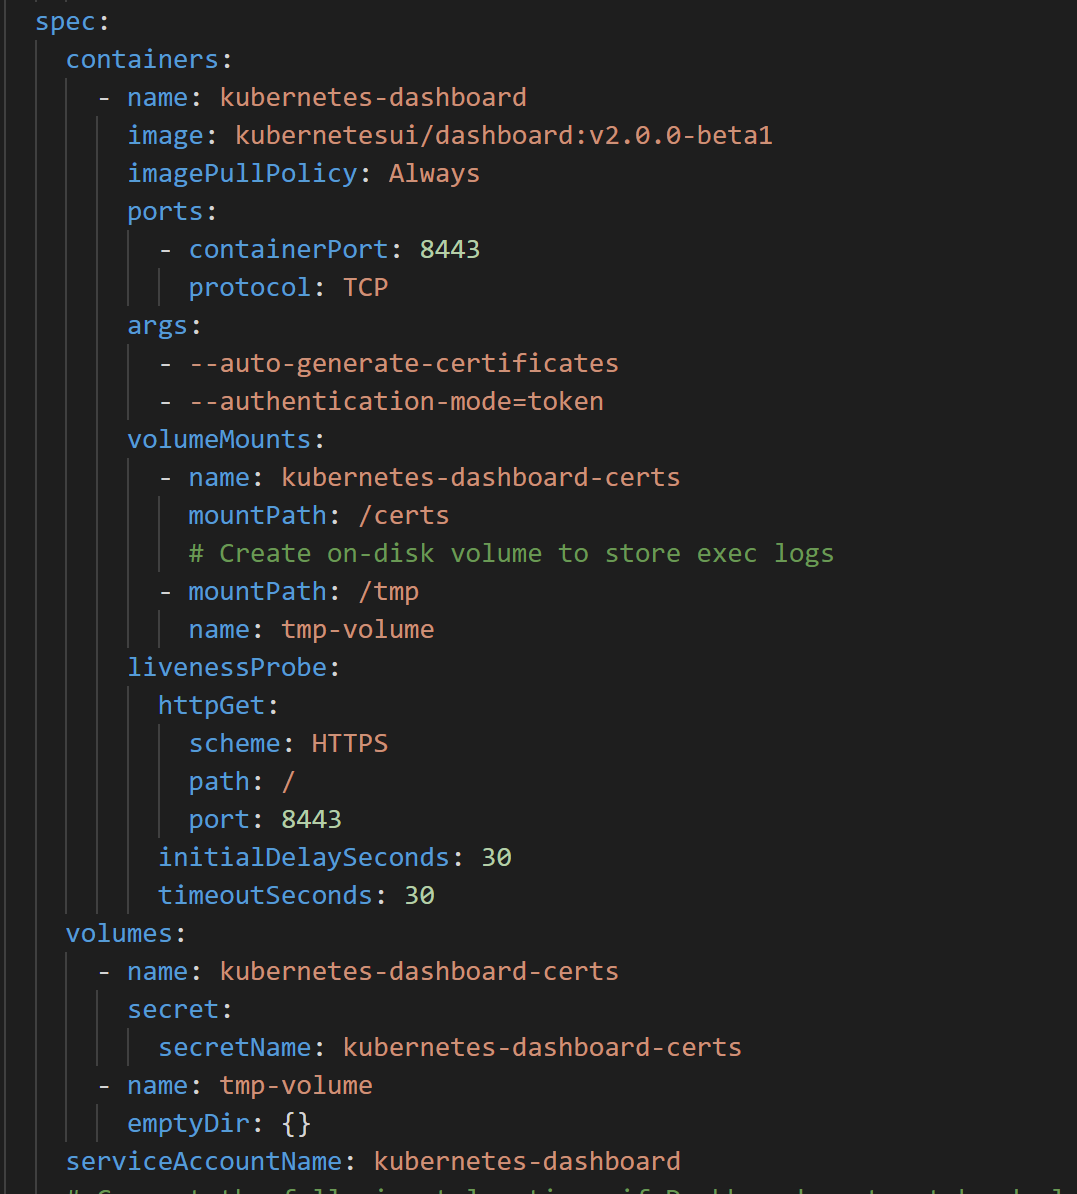 spec:
  containers:
    - name: kubernetes-dashboard
      image: kubernetesui/dashboard:v2.0.0-beta1
      imagePullPolicy: Always
      ports:
        - containerPort: 8443
          protocol: TCP
      args:
        - --auto-generate-certificates
        - --authentication-mode=token
      volumeMounts:
        - name: kubernetes-dashboard-certs
          mountPath: /certs
          # Create on-disk volume to store exec logs
        - mountPath: /tmp
          name: tmp-volume
      livenessProbe:
        httpGet:
          scheme: HTTPS
          path: /
          port: 8443
        initialDelaySeconds: 30
        timeoutSeconds: 30
  volumes:
    - name: kubernetes-dashboard-certs
      secret:
        secretName: kubernetes-dashboard-certs
    - name: tmp-volume
      emptyDir: {}
  serviceAccountName: kubernetes-dashboard